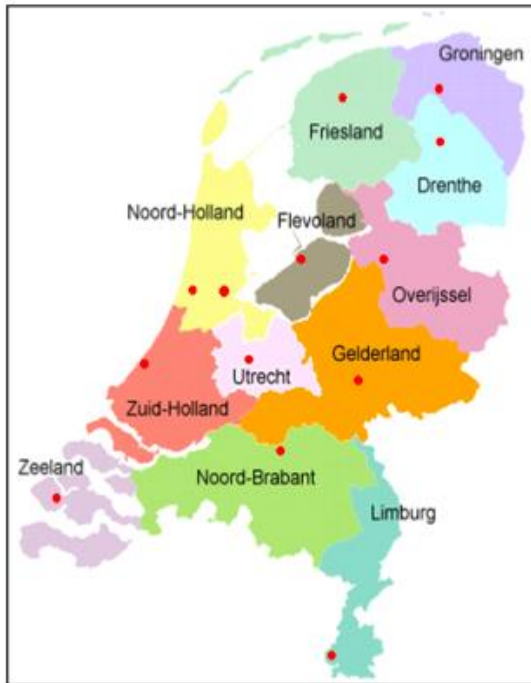 Groningen
Friesland
Drenthe
Noord-Holland
Flevoland
Overijssel
Gelderland
Utrecht
Zuid-Holland
Zeeland
Noord-Brabant
Limburg